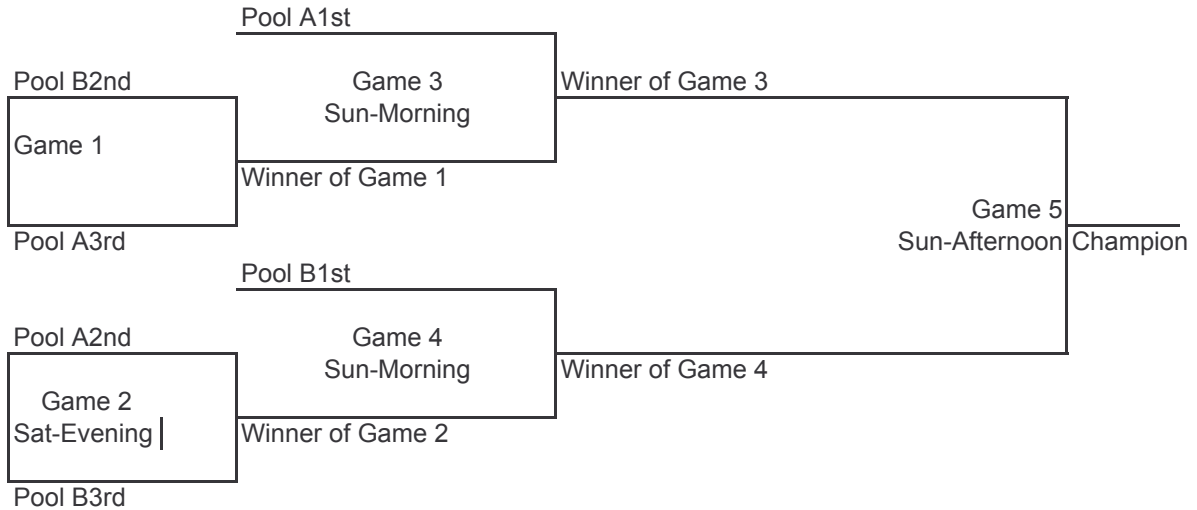 Pool A1st
Pool B2nd
Game 3
Sun-Morning
Winner of Game 3
Game 1
Winner of Game 1
Pool A3rd
Game 5
Sun-Afternoon
Champion
Pool B1st
Pool A2nd
Game 4
Sun-Morning
Winner of Game 4
Game 2
Sat-Evening
Winner of Game 2
Pool B3rd